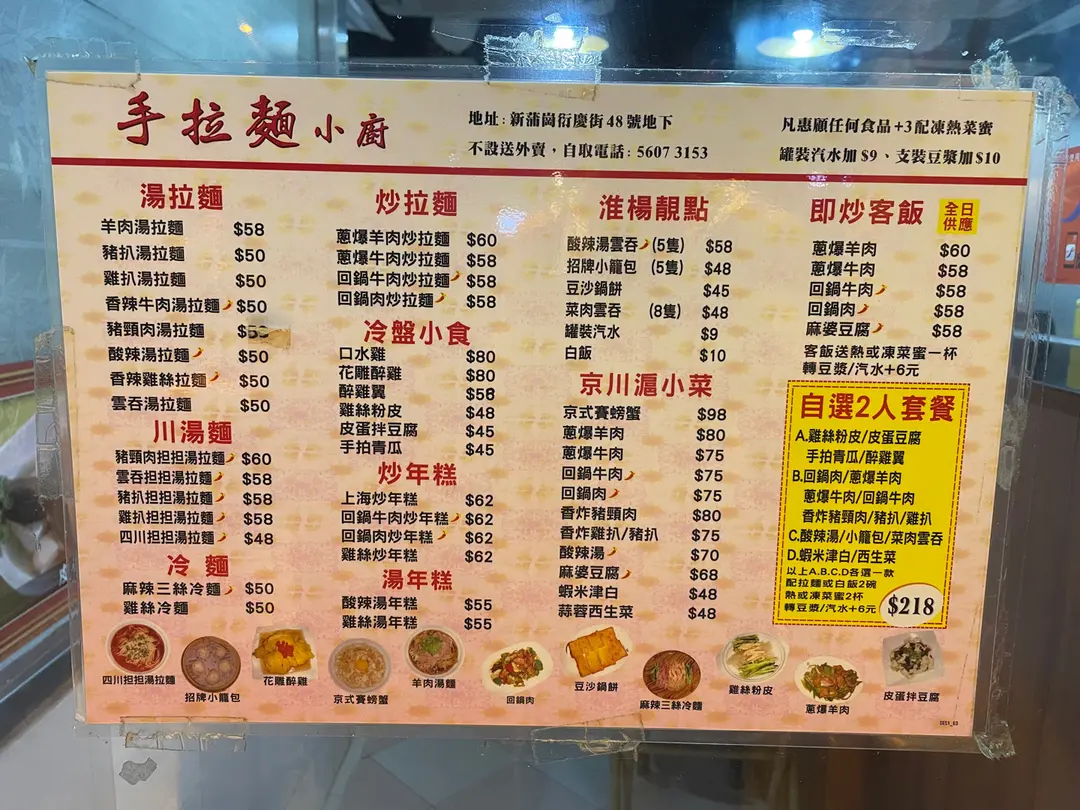 手拉麵小廚
地址：新蒲崗衍慶街48號地下
不設送外賣，自取電話：5607 3153
凡惠顧任何食品+3配凍熱菜蜜
罐裝汽水加$9、支裝豆漿加$10
湯拉麵
羊肉湯拉麵 $58
豬扒湯拉麵 $50
雞扒湯拉麵 $50
香辣牛肉湯拉麵 $50
豬頸肉湯拉麵
酸辣湯拉麵 $50
香辣雞絲拉麵 $50
雲吞湯拉麵 $50
川湯麵
豬頸肉担担湯拉麵 $60
雲吞担担湯拉麵 $58
豬扒担担湯拉麵 $58
雞扒担担湯拉麵 $58
四川担担湯拉麵 $48
冷麵
麻辣三絲冷麵 $50
雞絲冷麵 $50
炒拉麵
蔥爆羊肉炒拉麵 $60
蔥爆牛肉炒拉麵 $58
回鍋牛肉炒拉麵 $58
回鍋肉炒拉麵 $58
冷盤小食
口水雞 $80
花雕醉雞 $80
醉雞翼 $58
雞絲粉皮 $48
皮蛋拌豆腐 $45
手拍青瓜 $45
炒年糕
上海炒年糕 $62
回鍋牛肉炒年糕 $62
回鍋肉炒年糕 $62
雞絲炒年糕 $62
湯年糕
酸辣湯年糕 $55
雞絲湯年糕 $55
淮楊靚點
酸辣湯雲吞 (5隻) $58
招牌小籠包 (5隻) $48
豆沙鍋餅 $45
菜肉雲吞 (8隻) $48
罐裝汽水 $9
白飯 $10
京川滬小菜
京式賽螃蟹 $98
蔥爆羊肉 $80
蔥爆牛肉 $75
回鍋牛肉 $75
回鍋肉 $75
香炸豬頸肉 $80
香炸雞扒/豬扒 $75
酸辣湯 $70
麻婆豆腐 $68
蝦米津白 $48
蒜蓉西生菜 $48
即炒客飯 全日供應
蔥爆羊肉 $60
蔥爆牛肉 $58
回鍋牛肉 $58
回鍋肉 $58
麻婆豆腐 $58
客飯送熱或凍菜蜜一杯
轉豆漿/汽水+6元
自選2人套餐
A.雞絲粉皮/皮蛋豆腐
手拍青瓜/醉雞翼
B.回鍋肉/蔥爆羊肉
蔥爆牛肉/回鍋牛肉
香炸豬頸肉/豬扒/雞扒
C.酸辣湯/小籠包/菜肉雲吞
D.蝦米津白/西生菜
以上A.B.C.D各選一款
配拉麵或白飯2碗
熱或凍菜蜜2杯
轉豆漿/汽水+6元
$218
四川担担湯拉麵
招牌小籠包
花雕醉雞
京式賽螃蟹
羊肉湯麵
回鍋肉
豆沙鍋餅
麻辣三絲冷麵
雞絲粉皮
蔥爆羊肉
皮蛋拌豆腐